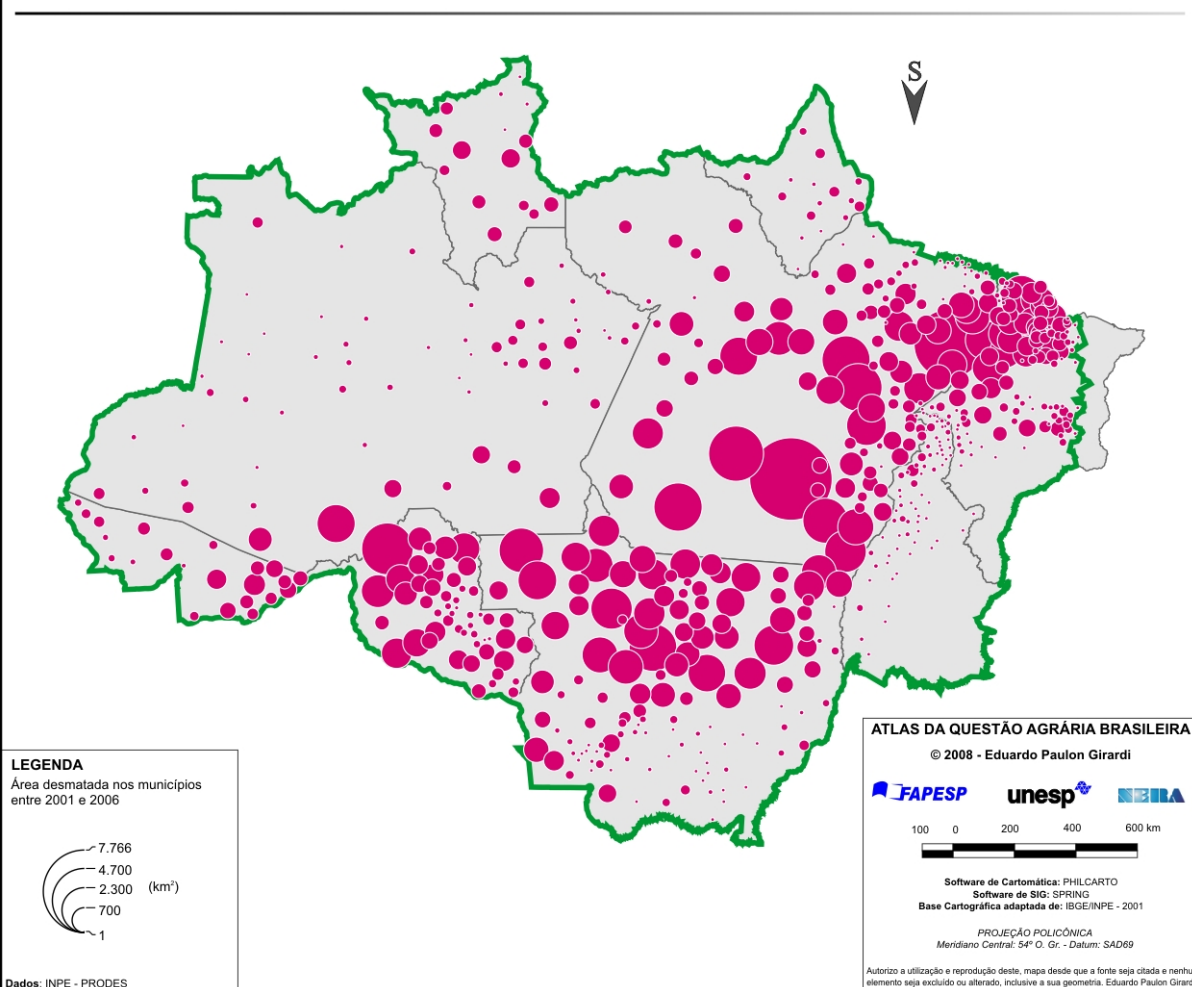 S
ATLAS DA QUESTÃO AGRÁRIA BRASILEIRA
© 2008 - Eduardo Paulon Girardi
FAPESP unesp NERA
100 0 200 400 600 km
Software de Cartomática: PHILCARTO
Software de SIG: SPRING
Base Cartográfica adaptada de: IBGE/INPE - 2001
PROJEÇÃO POLICÔNICA
Meridiano Central: 54º O. Gr. - Datum: SAD69
Autorizo a utilização e reprodução deste, mapa desde que a fonte seja citada e nenhu
elemento seja excluído ou alterado, inclusive a sua geometria. Eduardo Paulon Girard
LEGENDA
Área desmatada nos municípios
entre 2001 e 2006
7.766
4.700
2.300 (km²)
700
1
Dados: INPE - PRODES